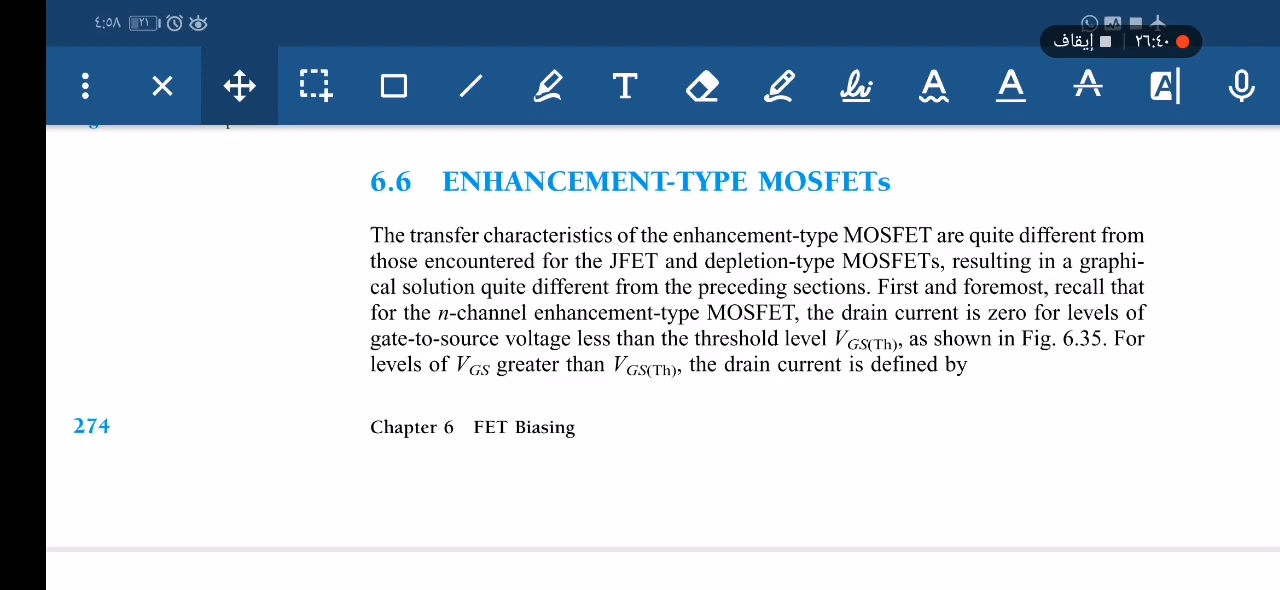 ٤:٥٨ ٢١
إيقاف ٢٦:٤٠
T A A A A
6.6 ENHANCEMENT-TYPE MOSFETs
The transfer characteristics of the enhancement-type MOSFET are quite different from
those encountered for the JFET and depletion-type MOSFETs, resulting in a graphi-
cal solution quite different from the preceding sections. First and foremost, recall that
for the n-channel enhancement-type MOSFET, the drain current is zero for levels of
gate-to-source voltage less than the threshold level VGS(Th), as shown in Fig. 6.35. For
levels of VGS greater than VGS(Th), the drain current is defined by
274 Chapter 6 FET Biasing